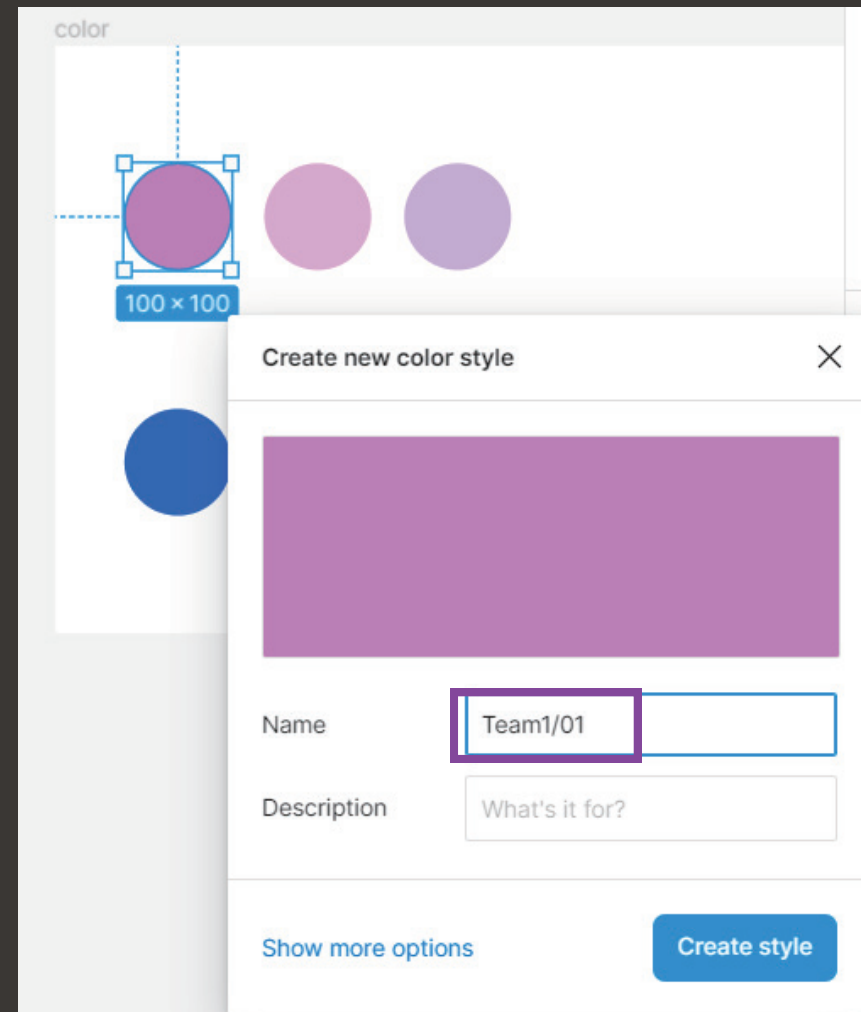 color
100 × 100
Create new color style
Name
Team1/01
Description
What's it for?
Show more options
Create style